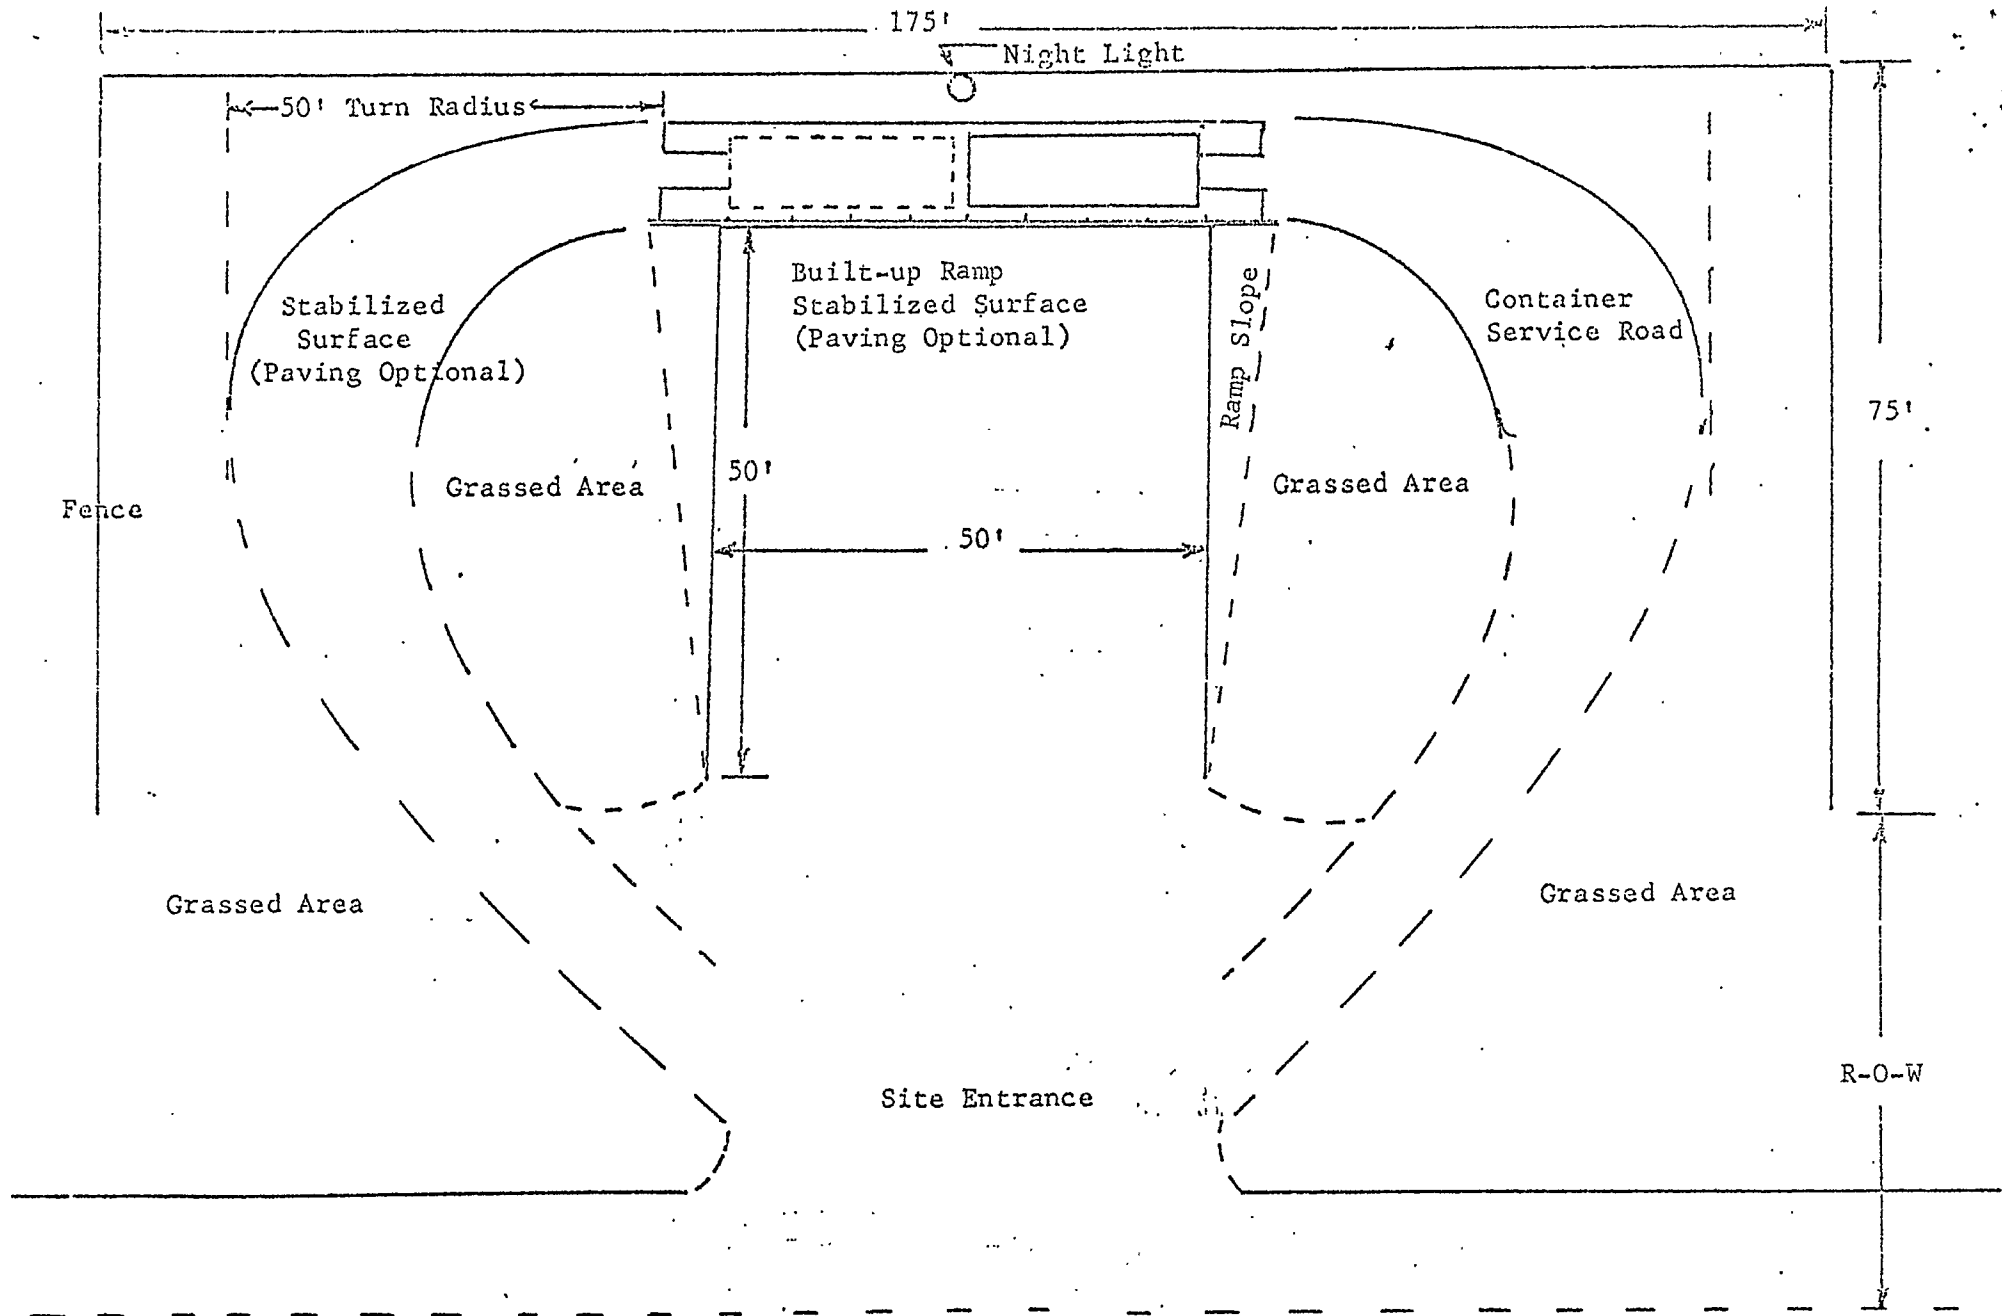 175'
Night Light
50' Turn Radius
Built-up Ramp
Stabilized Surface
(Paving Optional)
Stabilized
Surface
(Paving Optional)
Ramp Slope
Container
Service Road
75'
50'
Grassed Area
Grassed Area
Fence
50'
Grassed Area
Grassed Area
R-O-W
Site Entrance